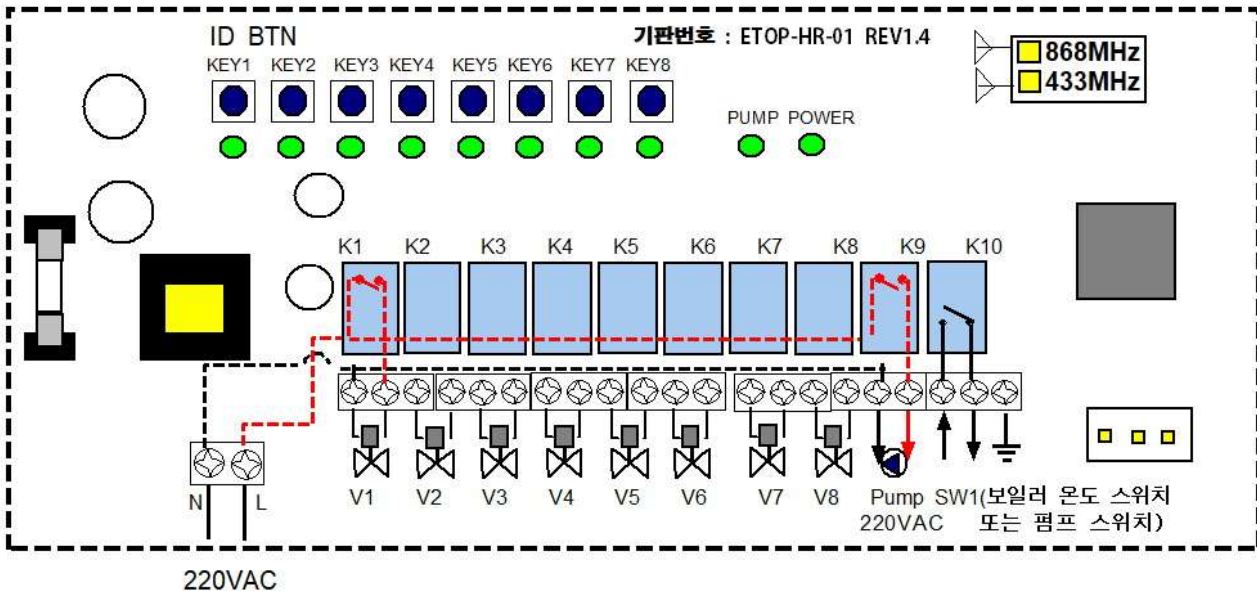 ID BTN
기판번호 : ETOP-HR-01 REV1.4
868MHz
433MHz
KEY1 KEY2 KEY3 KEY4 KEY5 KEY6 KEY7 KEY8
PUMP POWER
K1 K2 K3 K4 K5 K6 K7 K8 K9 K10
N L
V1 V2 V3 V4 V5 V6 V7 V8 Pump SW1(보일러 온도 스위치
220VAC 또는 펌프 스위치)
220VAC